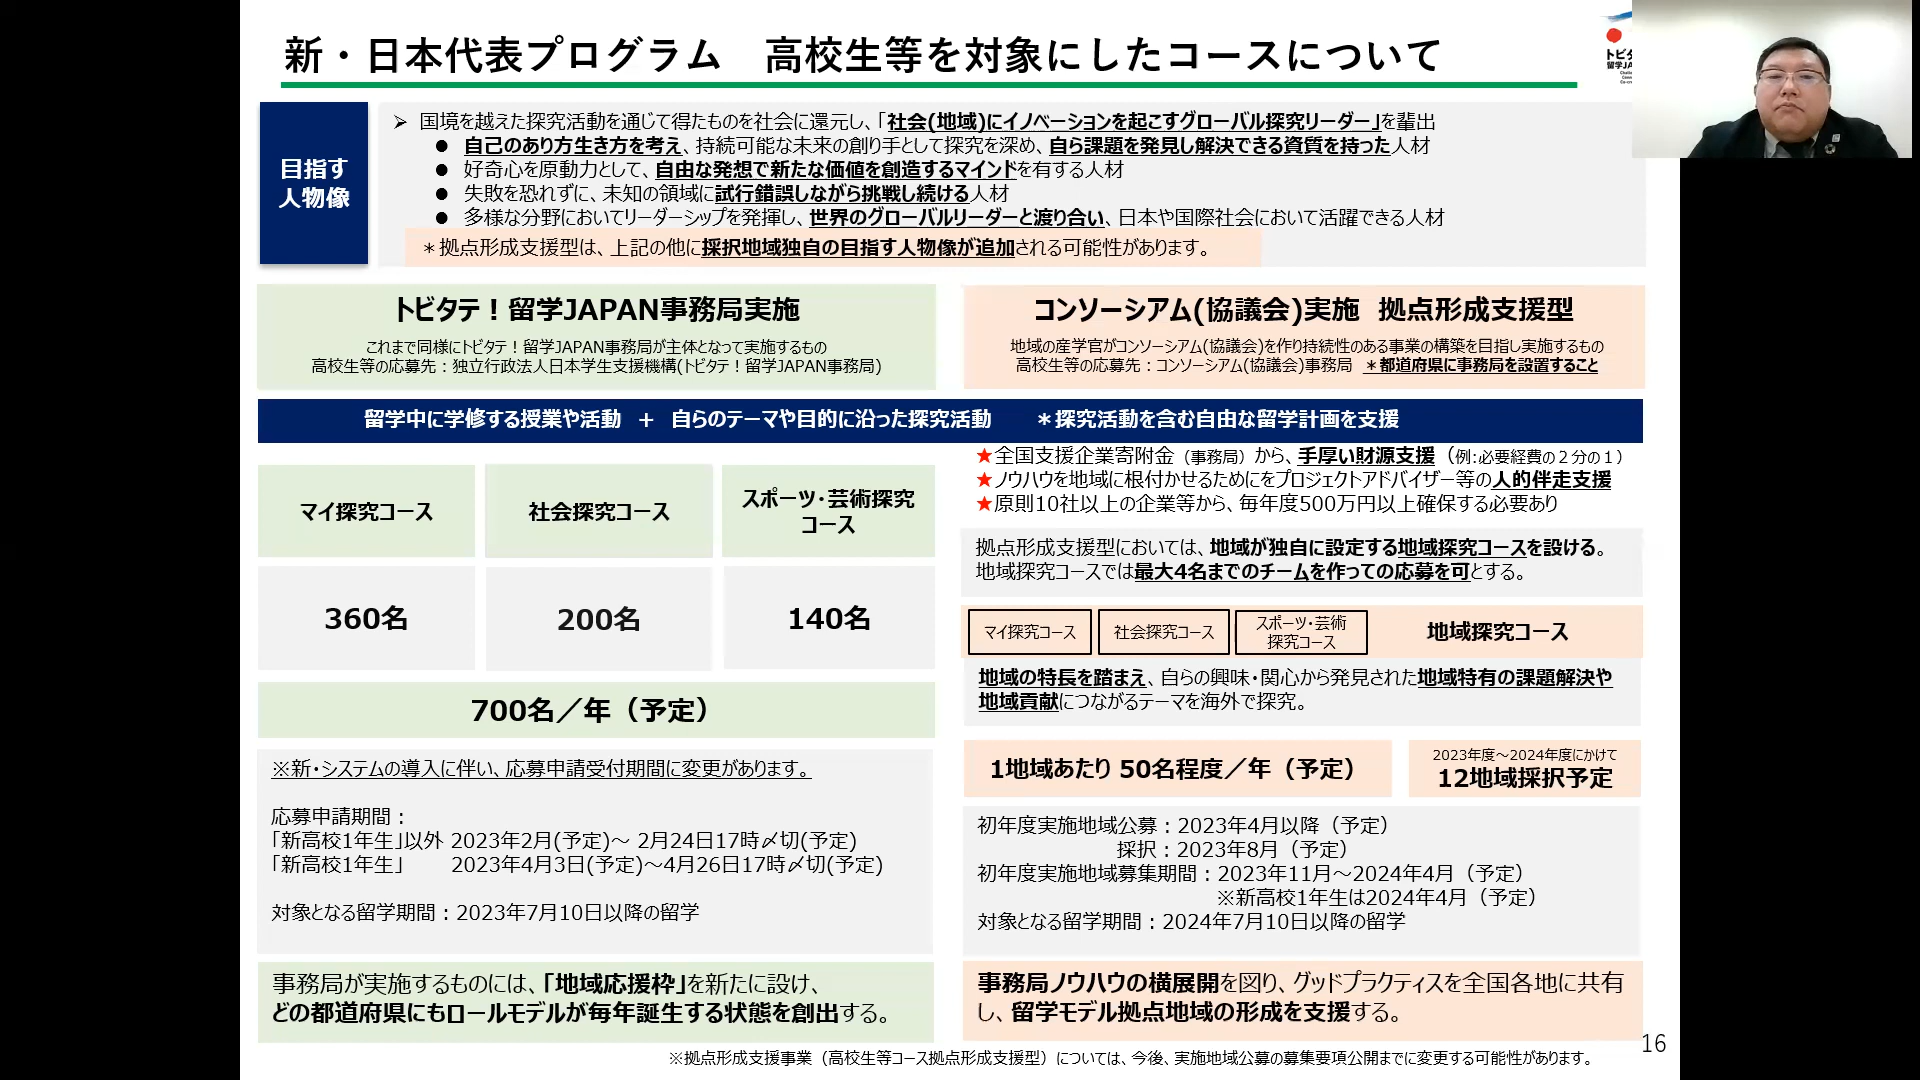 新・日本代表プログラム　高校生等を対象にしたコースについて
トビタ
留学JA
目指す
人物像
➢ 国境を越えた探究活動を通じて得たものを社会に還元し、「社会(地域)にイノベーションを起こすグローバル探究リーダー」を輩出
● 自己のあり方生き方を考え、持続可能な未来の創り手として探究を深め、自ら課題を発見し解決できる資質を持った人材
● 好奇心を原動力として、自由な発想で新たな価値を創造するマインドを有する人材
● 失敗を恐れずに、未知の領域に試行錯誤しながら挑戦し続ける人材
● 多様な分野においてリーダーシップを発揮し、世界のグローバルリーダーと渡り合い、日本や国際社会において活躍できる人材
＊拠点形成支援型は、上記の他に採択地域独自の目指す人物像が追加される可能性があります。
トビタテ！留学JAPAN事務局実施
これまで同様にトビタテ！留学JAPAN事務局が主体となって実施するもの
高校生等の応募先：独立行政法人日本学生支援機構(トビタテ！留学JAPAN事務局)
コンソーシアム(協議会)実施　拠点形成支援型
地域の産学官がコンソーシアム(協議会)を作り持続性のある事業の構築を目指し実施するもの
高校生等の応募先：コンソーシアム(協議会)事務局　＊都道府県に事務局を設置すること
留学中に学修する授業や活動　＋　自らのテーマや目的に沿った探究活動　　＊探究活動を含む自由な留学計画を支援
マイ探究コース
社会探究コース
スポーツ・芸術探究
コース
360名
200名
140名
700名／年（予定）
※新・システムの導入に伴い、応募申請受付期間に変更があります。
応募申請期間：
「新高校1年生」以外 2023年2月(予定)～ 2月24日17時〆切(予定)
「新高校1年生」　　2023年4月3日(予定)～4月26日17時〆切(予定)
対象となる留学期間：2023年7月10日以降の留学
事務局が実施するものには、「地域応援枠」を新たに設け、
どの都道府県にもロールモデルが毎年誕生する状態を創出する。
★全国支援企業寄附金（事務局）から、手厚い財源支援（例:必要経費の２分の１）
★ノウハウを地域に根付かせるためにをプロジェクトアドバイザー等の人的伴走支援
★原則10社以上の企業等から、毎年度500万円以上確保する必要あり
拠点形成支援型においては、地域が独自に設定する地域探究コースを設ける。
地域探究コースでは最大4名までのチームを作っての応募を可とする。
マイ探究コース
社会探究コース
スポーツ・芸術
探究コース
地域探究コース
地域の特長を踏まえ、自らの興味・関心から発見された地域特有の課題解決や
地域貢献につながるテーマを海外で探究。
1地域あたり 50名程度／年（予定）
2023年度～2024年度にかけて
12地域採択予定
初年度実施地域公募：2023年4月以降（予定）
採択：2023年8月（予定）
初年度実施地域募集期間：2023年11月～2024年4月（予定）
※新高校1年生は2024年4月（予定）
対象となる留学期間：2024年7月10日以降の留学
事務局ノウハウの横展開を図り、グッドプラクティスを全国各地に共有
し、留学モデル拠点地域の形成を支援する。
16
※拠点形成支援事業（高校生等コース拠点形成支援型）については、今後、実施地域公募の募集要項公開までに変更する可能性があります。